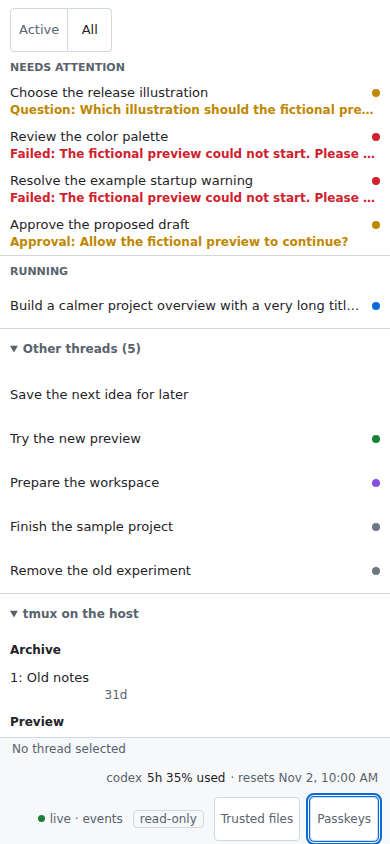 Active All
NEEDS ATTENTION
Choose the release illustration
Question: Which illustration should the fictional pre…
Review the color palette
Failed: The fictional preview could not start. Please …
Resolve the example startup warning
Failed: The fictional preview could not start. Please …
Approve the proposed draft
Approval: Allow the fictional preview to continue?
RUNNING
Build a calmer project overview with a very long titl…
▼ Other threads (5)
Save the next idea for later
Try the new preview
Prepare the workspace
Finish the sample project
Remove the old experiment
▼ tmux on the host
Archive
1: Old notes
31d
Preview
No thread selected
codex 5h 35% used · resets Nov 2, 10:00 AM
live · events read-only Trusted files Passkeys